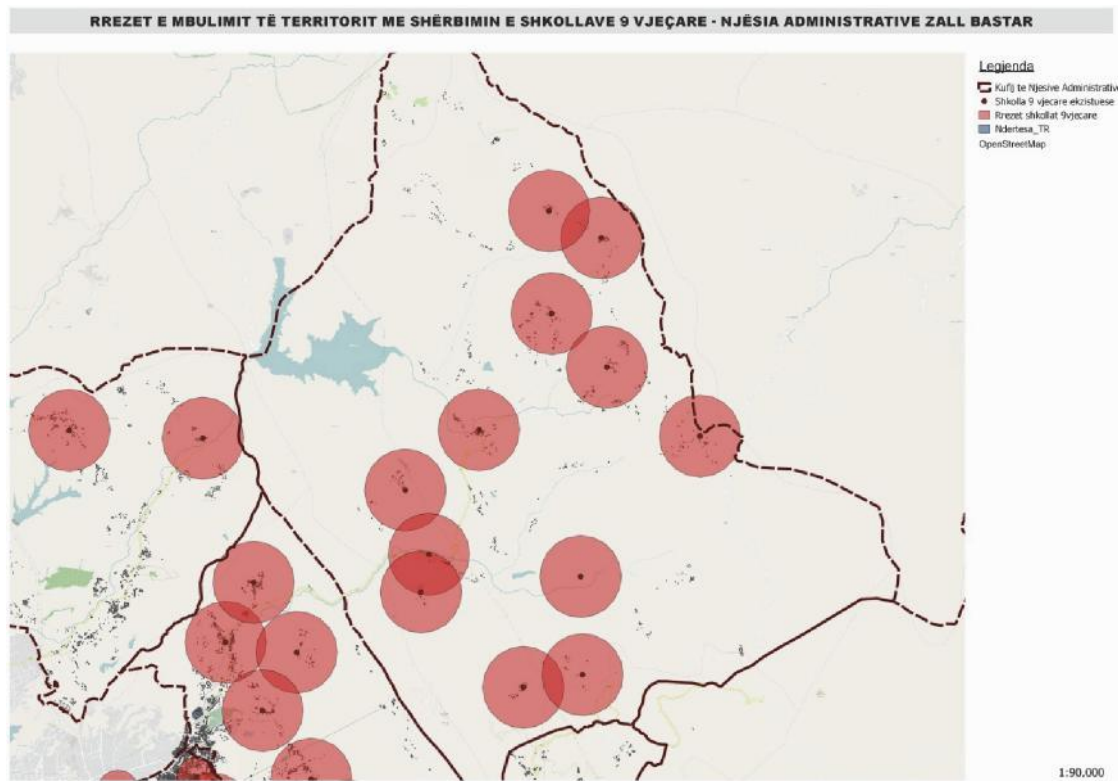 RREZET E MBULIMIT TË TERRITORIT ME SHËRBIMIN E SHKOLLAVE 9 VJEÇARE - NJËSIA ADMINISTRATIVE ZALL BASTAR
Legjenda
Kufij te Njesive Administrative
Shkolla 9 vjecare ekzistuese
Rrezet shkollat 9vjecare
Ndertesa_TR
OpenStreetMap
1:90.000